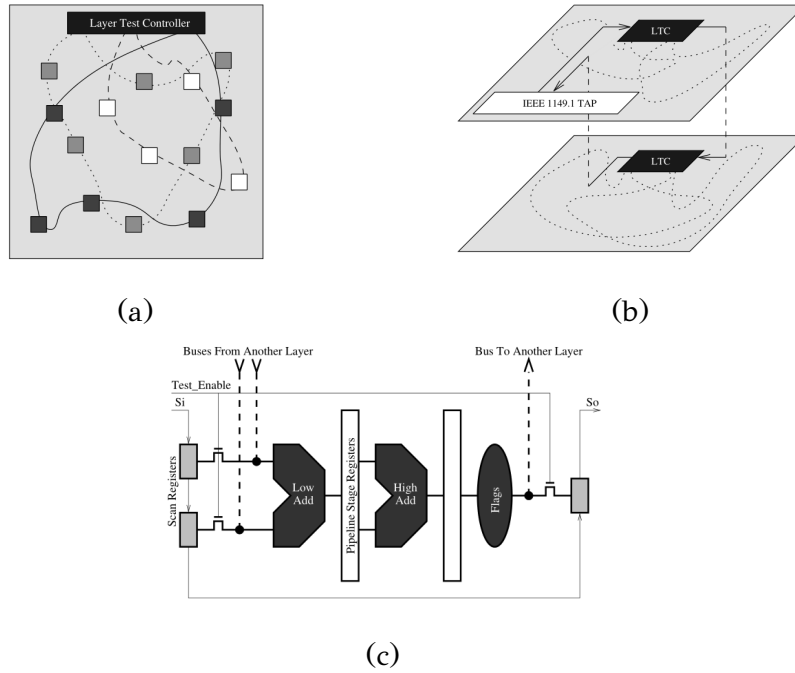 Layer Test Controller
LTC
IEEE 1149.1 TAP
LTC
(a)
(b)
Buses From Another Layer
Bus To Another Layer
Test_Enable
Si
So
Scan Registers
Low
Add
Pipeline Stage Registers
High
Add
Flags
(c)